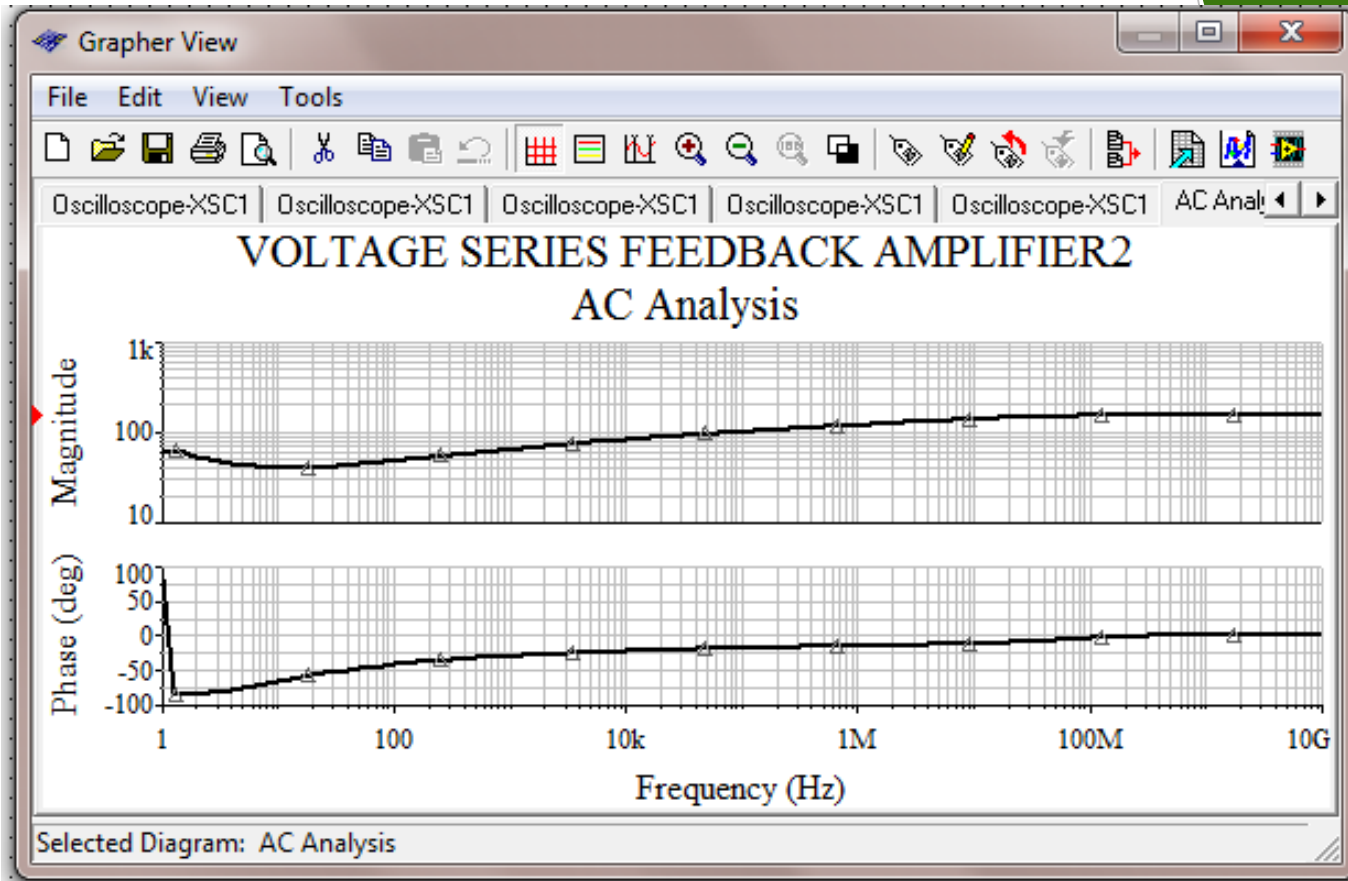 Grapher View
File Edit View Tools
Oscilloscope-XSC1 Oscilloscope-XSC1 Oscilloscope-XSC1 Oscilloscope-XSC1 Oscilloscope-XSC1 AC Analy
VOLTAGE SERIES FEEDBACK AMPLIFIER2
AC Analysis
Magnitude
1k
100
10
Phase (deg)
100
50
0
-50
-100
1 100 10k 1M 100M 10G
Frequency (Hz)
Selected Diagram: AC Analysis